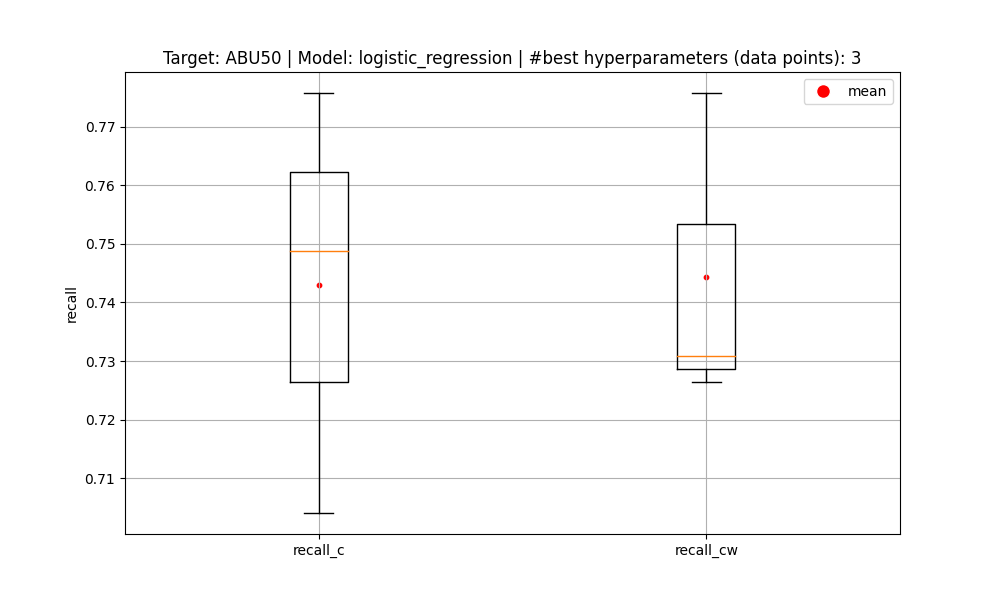 Target: ABU50 | Model: logistic_regression | #best hyperparameters (data points): 3
mean
0.77
0.76
0.75
0.74
0.73
0.72
0.71
recall
recall_c
recall_cw